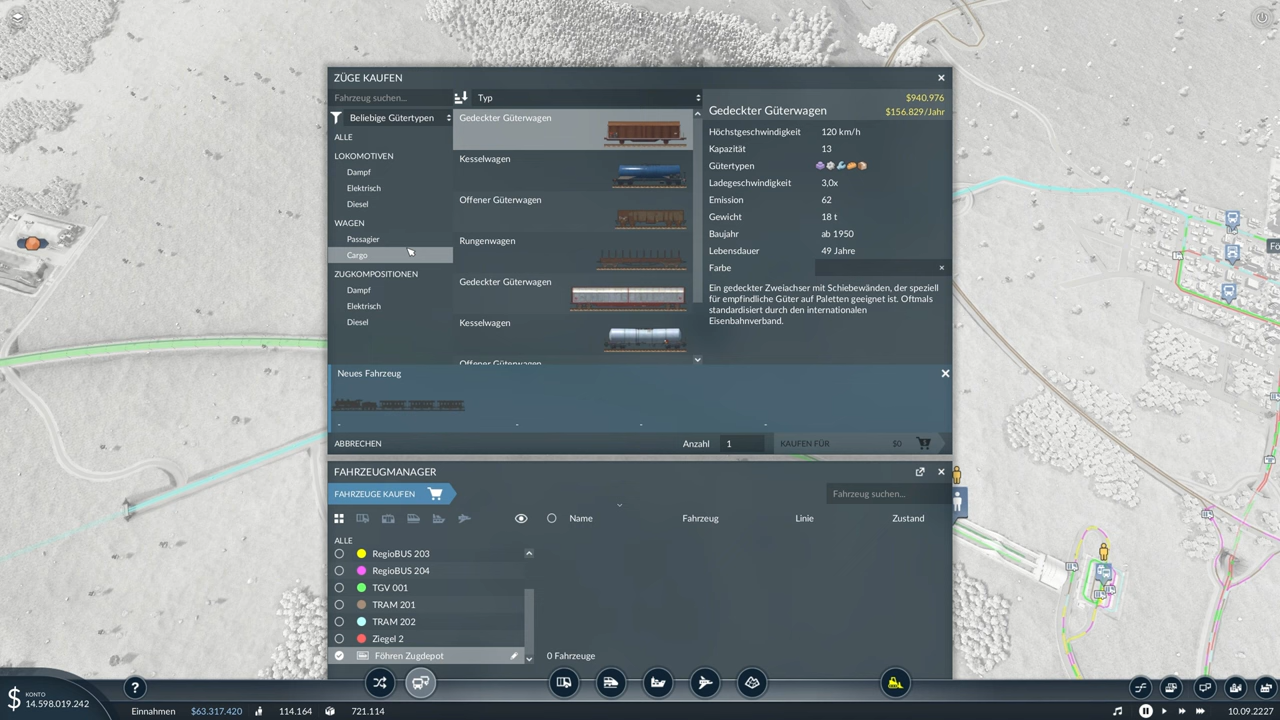 ZÜGE KAUFEN
Fahrzeug suchen...
Typ
Beliebige Gütertypen
ALLE
LOKOMOTIVEN
Dampf
Elektrisch
Diesel
WAGEN
Passagier
Cargo
ZUGKOMPOSITIONEN
Dampf
Elektrisch
Diesel
Gedeckter Güterwagen
Kesselwagen
Offener Güterwagen
Rungenwagen
Gedeckter Güterwagen
Kesselwagen
Offener Güterwagen
$940.976
Gedeckter Güterwagen $156.829/Jahr
Höchstgeschwindigkeit 120 km/h
Kapazität 13
Gütertypen
Ladegeschwindigkeit 3,0x
Emission 62
Gewicht 18 t
Baujahr ab 1950
Lebensdauer 49 Jahre
Farbe
Ein gedeckter Zweiachser mit Schiebewänden, der speziell
für empfindliche Güter auf Paletten geeignet ist. Oftmals
standardisiert durch den internationalen
Eisenbahnverband.
Neues Fahrzeug
ABBRECHEN
Anzahl 1
KAUFEN FÜR $0
FAHRZEUGMANAGER
FAHRZEUGE KAUFEN
Fahrzeug suchen...
Name Fahrzeug Linie Zustand
ALLE
RegioBUS 203
RegioBUS 204
TGV 001
TRAM 201
TRAM 202
Ziegel 2
Föhren Zugdepot
0 Fahrzeuge
Fö
KONTO
$ 14.598.019.242
?
Einnahmen $63.317.420 114.164 721.114
10.09.2227